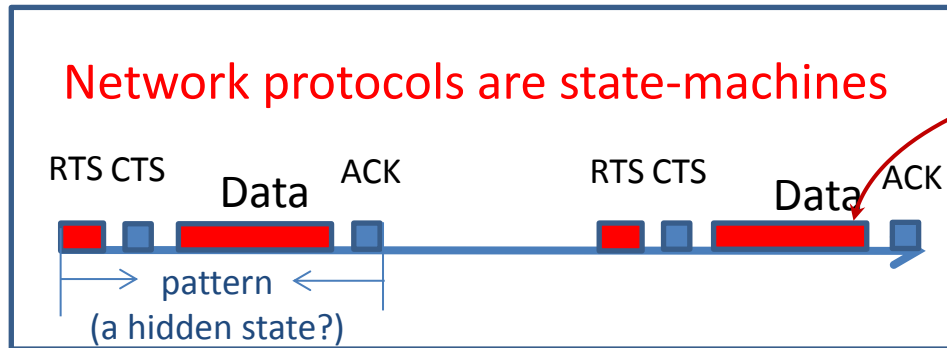 Network protocols are state-machines
RTS CTS Data ACK RTS CTS Data ACK
pattern
(a hidden state?)